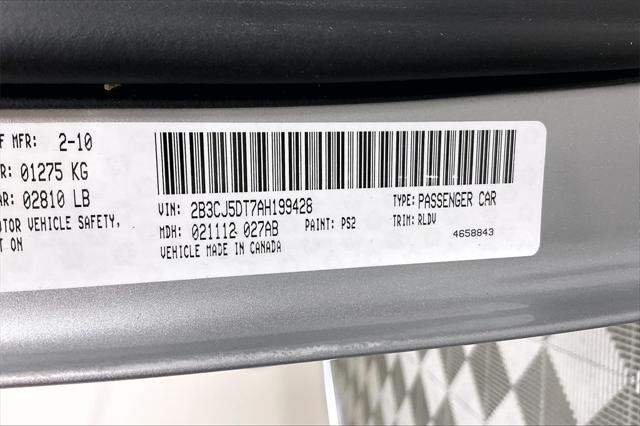 F MFR: 2-10
R: 01275 KG
AR: 02810 LB
OTOR VEHICLE SAFETY,
T ON
VIN: 2B3CJ5DT7AH199428
TYPE: PASSENGER CAR
MDH: 021112 027AB PAINT: PS2 TRIM: RLDV
VEHICLE MADE IN CANADA
4658843